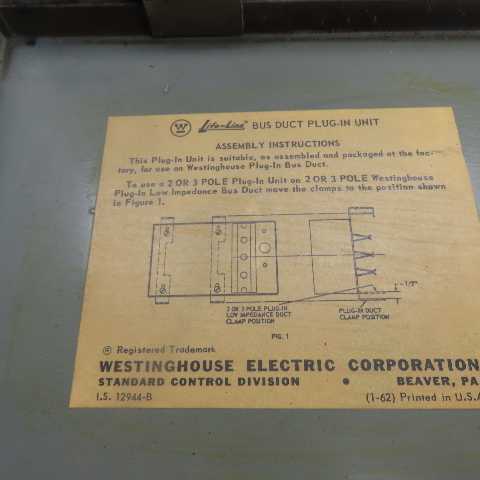 W Life-Line® BUS DUCT PLUG-IN UNIT
ASSEMBLY INSTRUCTIONS
This Plug-In Unit is suitable, as assembled and packaged at the fac-
tory, for use on Westinghouse Plug-In Bus Duct.
To use a 2 OR 3 POLE Plug-In Unit on 2 OR 3 POLE Westinghouse
Plug-In Low Impedance Bus Duct move the clamps to the position shown
in Figure 1.
1/2"
2 OR 3 POLE PLUG-IN
LOW IMPEDANCE DUCT
CLAMP POSITION
PLUG-IN DUCT
CLAMP POSITION
FIG. 1
® Registered Trademark
WESTINGHOUSE ELECTRIC CORPORATION
STANDARD CONTROL DIVISION • BEAVER, PA
I.S. 12944-B (1-62) Printed in U.S.A